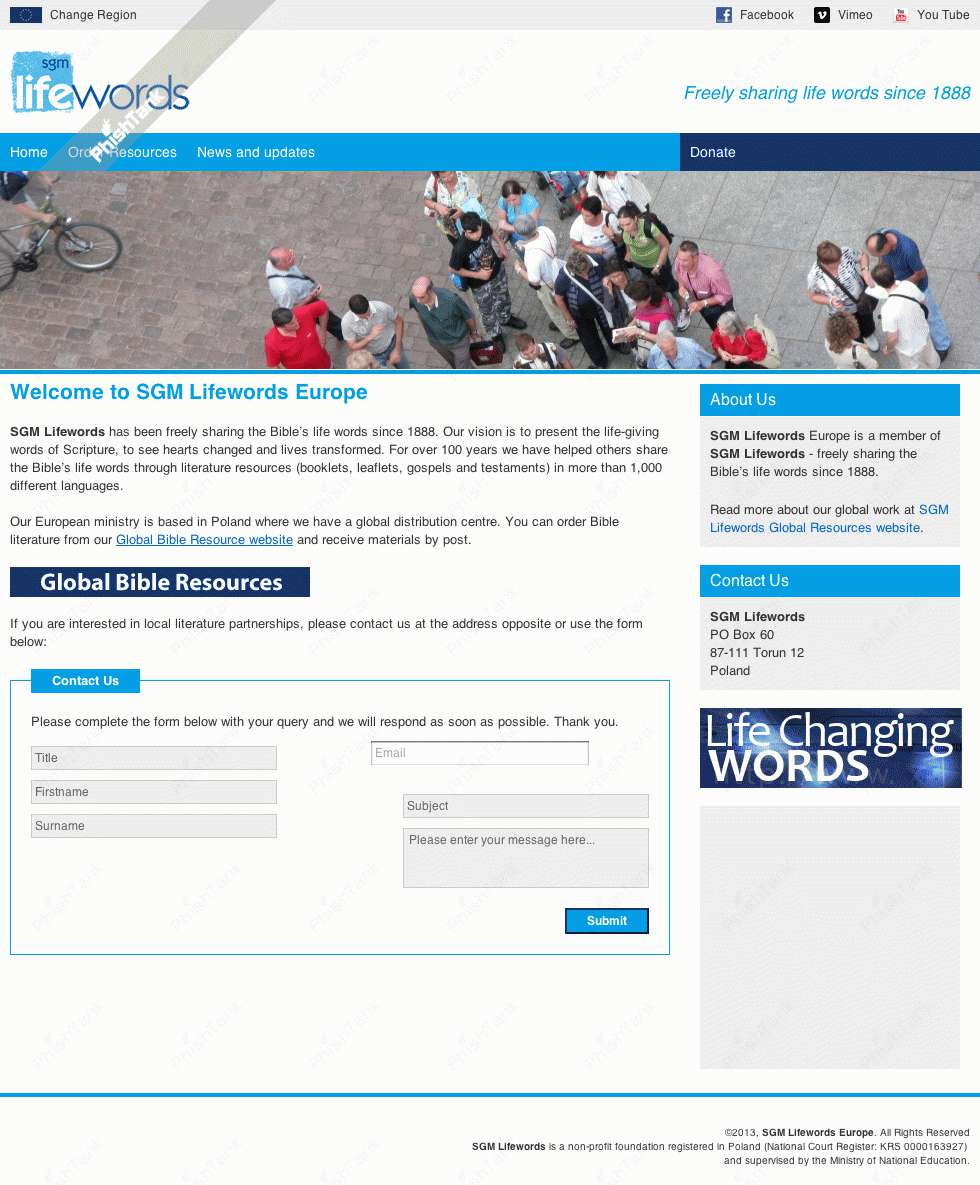 Change Region
Facebook
Vimeo
You Tube
sgm
lifewords
Freely sharing life words since 1888
PhishTank
Home
Order Resources
News and updates
Donate
Welcome to SGM Lifewords Europe
SGM Lifewords has been freely sharing the Bible's life words since 1888. Our vision is to present the life-giving
words of Scripture, to see hearts changed and lives transformed. For over 100 years we have helped others share
the Bible's life words through literature resources (booklets, leaflets, gospels and testaments) in more than 1,000
different languages.
Our European ministry is based in Poland where we have a global distribution centre. You can order Bible
literature from our Global Bible Resource website and receive materials by post.
Global Bible Resources
If you are interested in local literature partnerships, please contact us at the address opposite or use the form
below:
Contact Us
Please complete the form below with your query and we will respond as soon as possible. Thank you.
Title
Firstname
Surname
Email
Subject
Please enter your message here...
Submit
About Us
SGM Lifewords Europe is a member of
SGM Lifewords - freely sharing the
Bible's life words since 1888.
Read more about our global work at SGM
Lifewords Global Resources website.
Contact Us
SGM Lifewords
PO Box 60
87-111 Torun 12
Poland
Life Changing
WORDS
©2013, SGM Lifewords Europe. All Rights Reserved
SGM Lifewords is a non-profit foundation registered in Poland (National Court Register: KRS 0000163927)
and supervised by the Ministry of National Education.